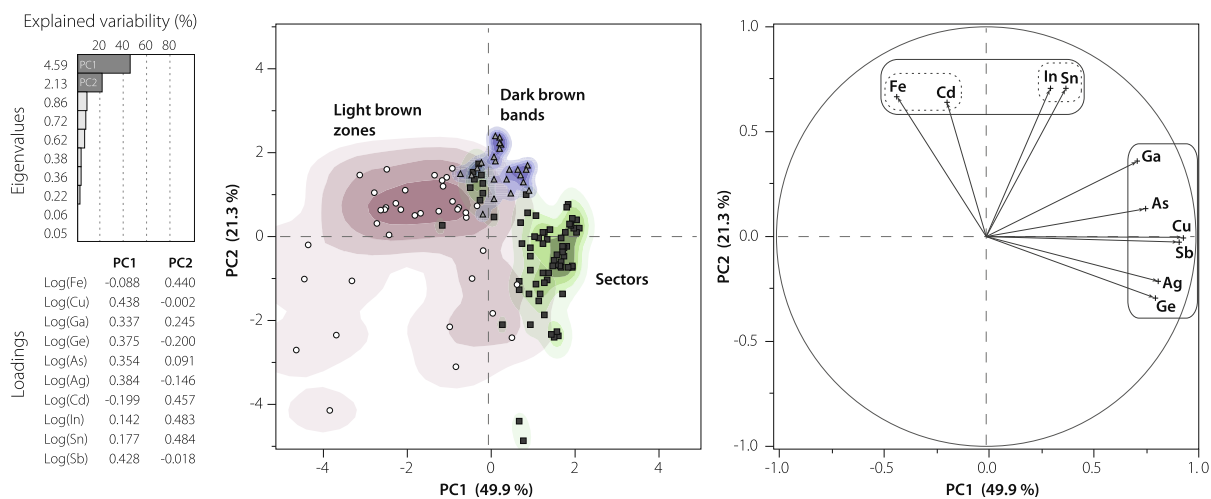 Explained variability (%)
20 40 60 80
Eigenvalues
4.59 PC1
2.13 PC2
0.86
0.72
0.62
0.38
0.36
0.22
0.06
0.05
Loadings
PC1 PC2
Log(Fe) -0.088 0.440
Log(Cu) 0.438 -0.002
Log(Ga) 0.337 0.245
Log(Ge) 0.375 -0.200
Log(As) 0.354 0.091
Log(Ag) 0.384 -0.146
Log(Cd) -0.199 0.457
Log(In) 0.142 0.483
Log(Sn) 0.177 0.484
Log(Sb) 0.428 -0.018
PC2 (21.3 %)
4
2
0
-2
-4
Light brown
zones
Dark brown
bands
Sectors
-4 -2 0 2 4
PC1 (49.9 %)
PC2 (21.3 %)
1.0
0.5
0.0
-0.5
-1.0
Fe
Cd
In Sn
Ga
As
Cu
Sb
Ag
Ge
-1.0 -0.5 0.0 0.5 1.0
PC1 (49.9 %)